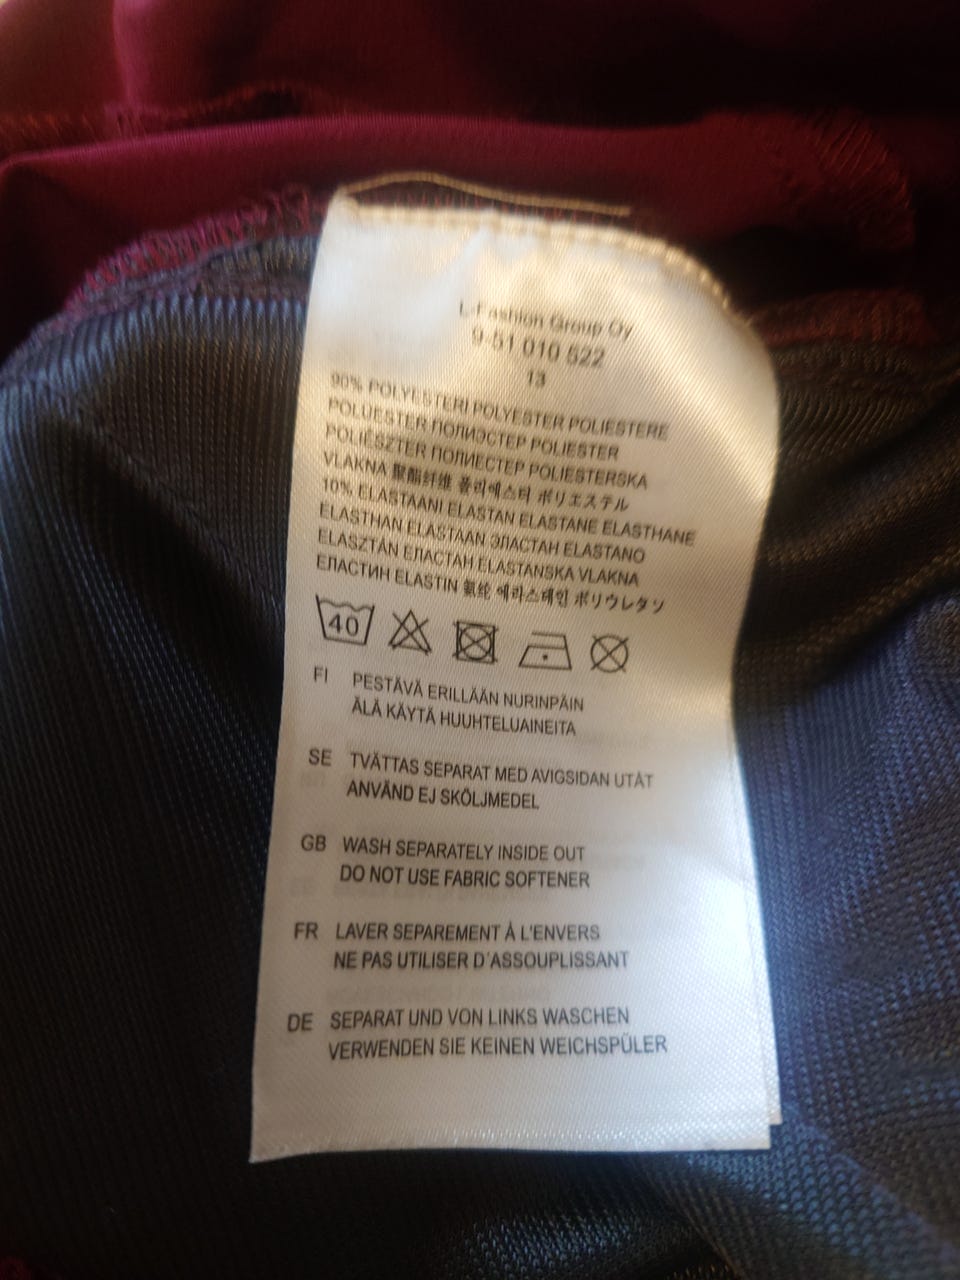 L-Fashion Group Oy
9-51 010 522
13
90% POLYESTERI POLYESTER POLIESTERE
POLUESTER ПОЛИЭСТЕР POLIESTER
POLIÉSZTER ПОЛИЕСТЕР POLIESTERSKA
VLAKNA 聚酯纤维 폴리에스터 ポリエステル
10% ELASTAANI ELASTAN ELASTANE ELASTHANE
ELASTHAN ELASTAAN ЭЛАСТАН ELASTANO
ELASZTÁN ЕЛАСТАН ELASTANSKA VLAKNA
ЕЛАСТИН ELASTIN 氨纶 에라스테인 ポリウレタン
40
FI PESTÄVÄ ERILLÄÄN NURINPÄIN
ÄLÄ KÄYTÄ HUUHTELUAINEITA
SE TVÄTTAS SEPARAT MED AVIGSIDAN UTÅT
ANVÄND EJ SKÖLJMEDEL
GB WASH SEPARATELY INSIDE OUT
DO NOT USE FABRIC SOFTENER
FR LAVER SEPAREMENT À L'ENVERS
NE PAS UTILISER D´ASSOUPLISSANT
DE SEPARAT UND VON LINKS WASCHEN
VERWENDEN SIE KEINEN WEICHSPÜLER